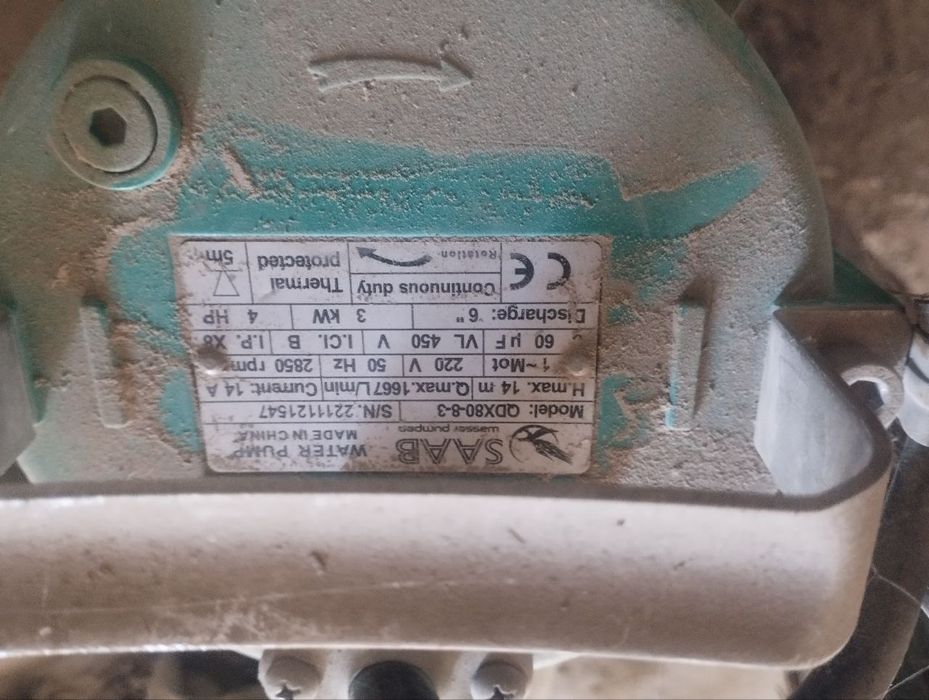 SAAB WATER PUMP
wasser pumpen MADE IN CHINA
Model: QDX80-8-3 S/N. 2211121547
H.max. 14 m Q.max.1667L/min Current: 14 A
1~Mot 220 V 50 Hz 2850 rpm
60 µF VL 450 V I.Cl. B I.P. X8
Discharge: 6" 3 kW 4 HP
CE Continuous duty Thermal protected 5m
Rotation